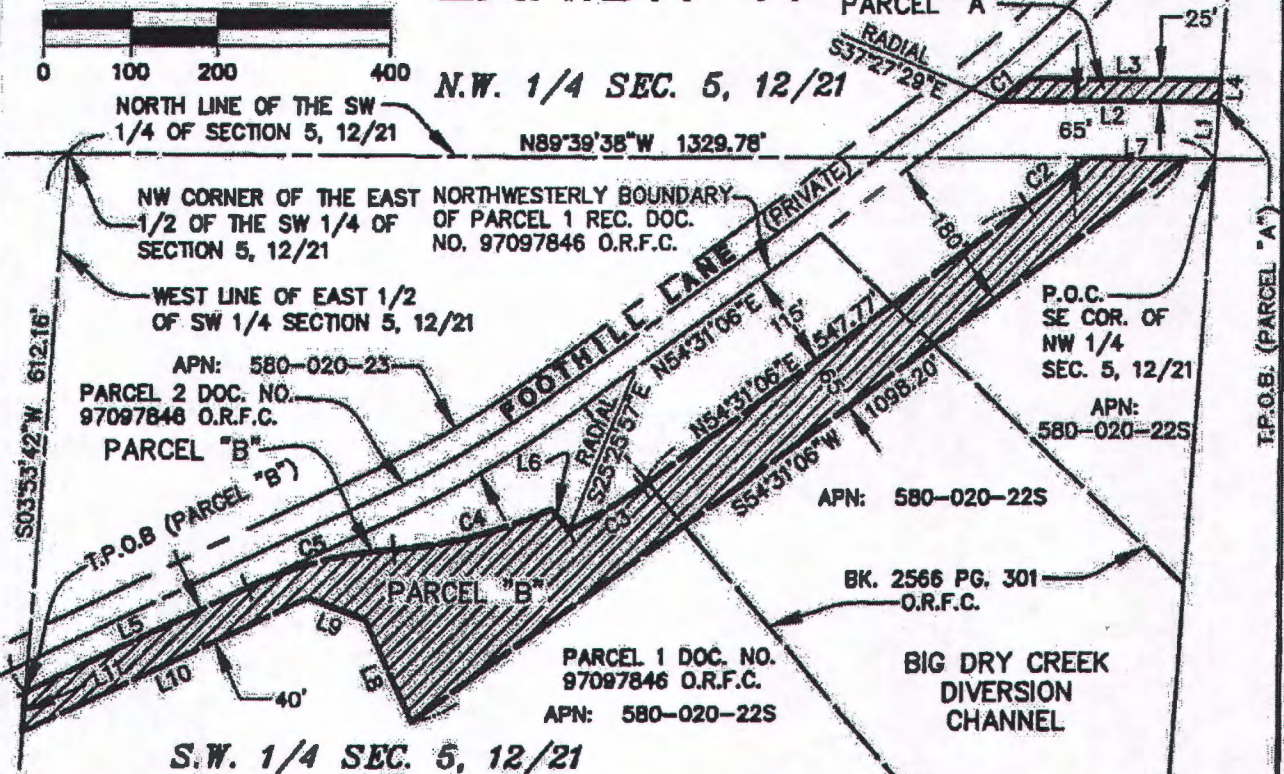 PARCEL "A"
25'
0 100 200 400
N.W. 1/4 SEC. 5, 12/21
RADIAL
S37°27'29"E
C1
L3
L4
L2
65'
L1
NORTH LINE OF THE SW
1/4 OF SECTION 5, 12/21
N89°39'38"W 1329.78'
L7
NW CORNER OF THE EAST
1/2 OF THE SW 1/4 OF
SECTION 5, 12/21
NORTHWESTERLY BOUNDARY
OF PARCEL 1 REC. DOC.
NO. 97097846 O.R.F.C.
(PRIVATE)
C2
180'
T.P.O.B. (PARCEL "A")
WEST LINE OF EAST 1/2
OF SW 1/4 SECTION 5, 12/21
FOOTHILL LANE
N54°31'06"E
115'
P.O.C.
SE COR. OF
NW 1/4
SEC. 5, 12/21
S03°53'42"W 612.16'
APN: 580-020-23
PARCEL 2 DOC. NO.
97097846 O.R.F.C.
PARCEL "B"
N54°31'06"E 547.77'
65'
S54°31'06"W 1098.20'
APN:
580-020-22S
L6
RADIAL
S25°25'57"E
T.P.O.B (PARCEL "B")
C5
C4
C3
APN: 580-020-22S
PARCEL "B"
BK. 2566 PG. 301
O.R.F.C.
L5
L9
L11
L10
L8
40'
PARCEL 1 DOC. NO.
97097846 O.R.F.C.
APN: 580-020-22S
BIG DRY CREEK
DIVERSION
CHANNEL
S.W. 1/4 SEC. 5, 12/21